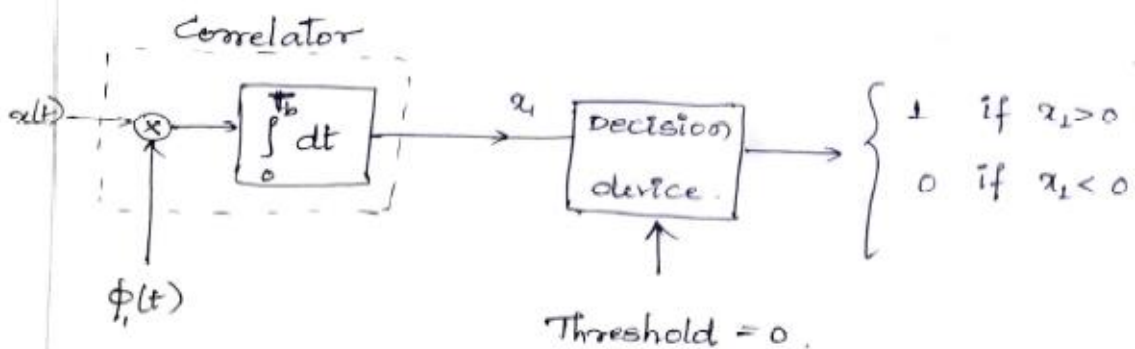 Correlator
x(t)
×
∫₀^Tb dt
x₁
Decision
device.
1 if x₁>0
0 if x₁<0
ϕ₁(t)
Threshold = 0.